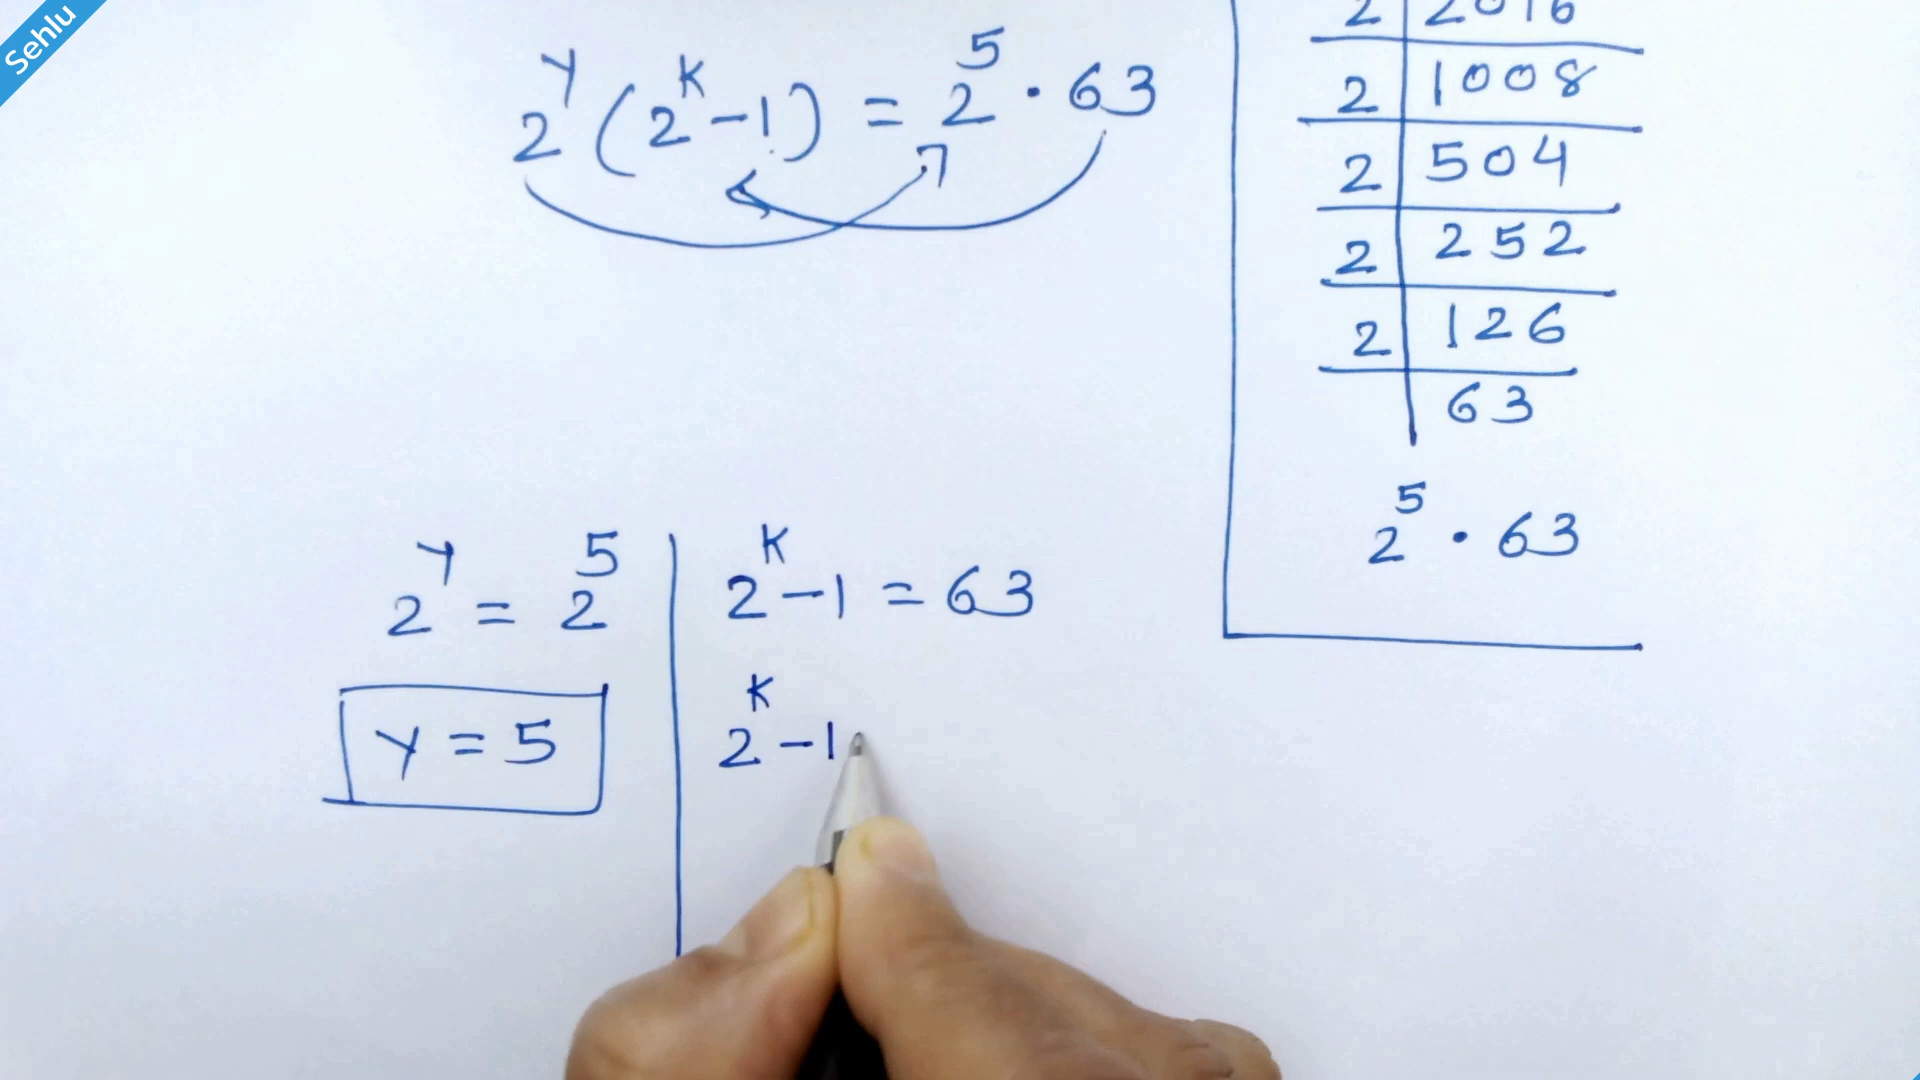 Sehlu
2^y (2^k - 1) = 2^5 · 63
2 | 2016
2 | 1008
2 | 504
2 | 252
2 | 126
63
2^5 · 63
2^y = 2^5
y = 5
2^k - 1 = 63
2^k - 1